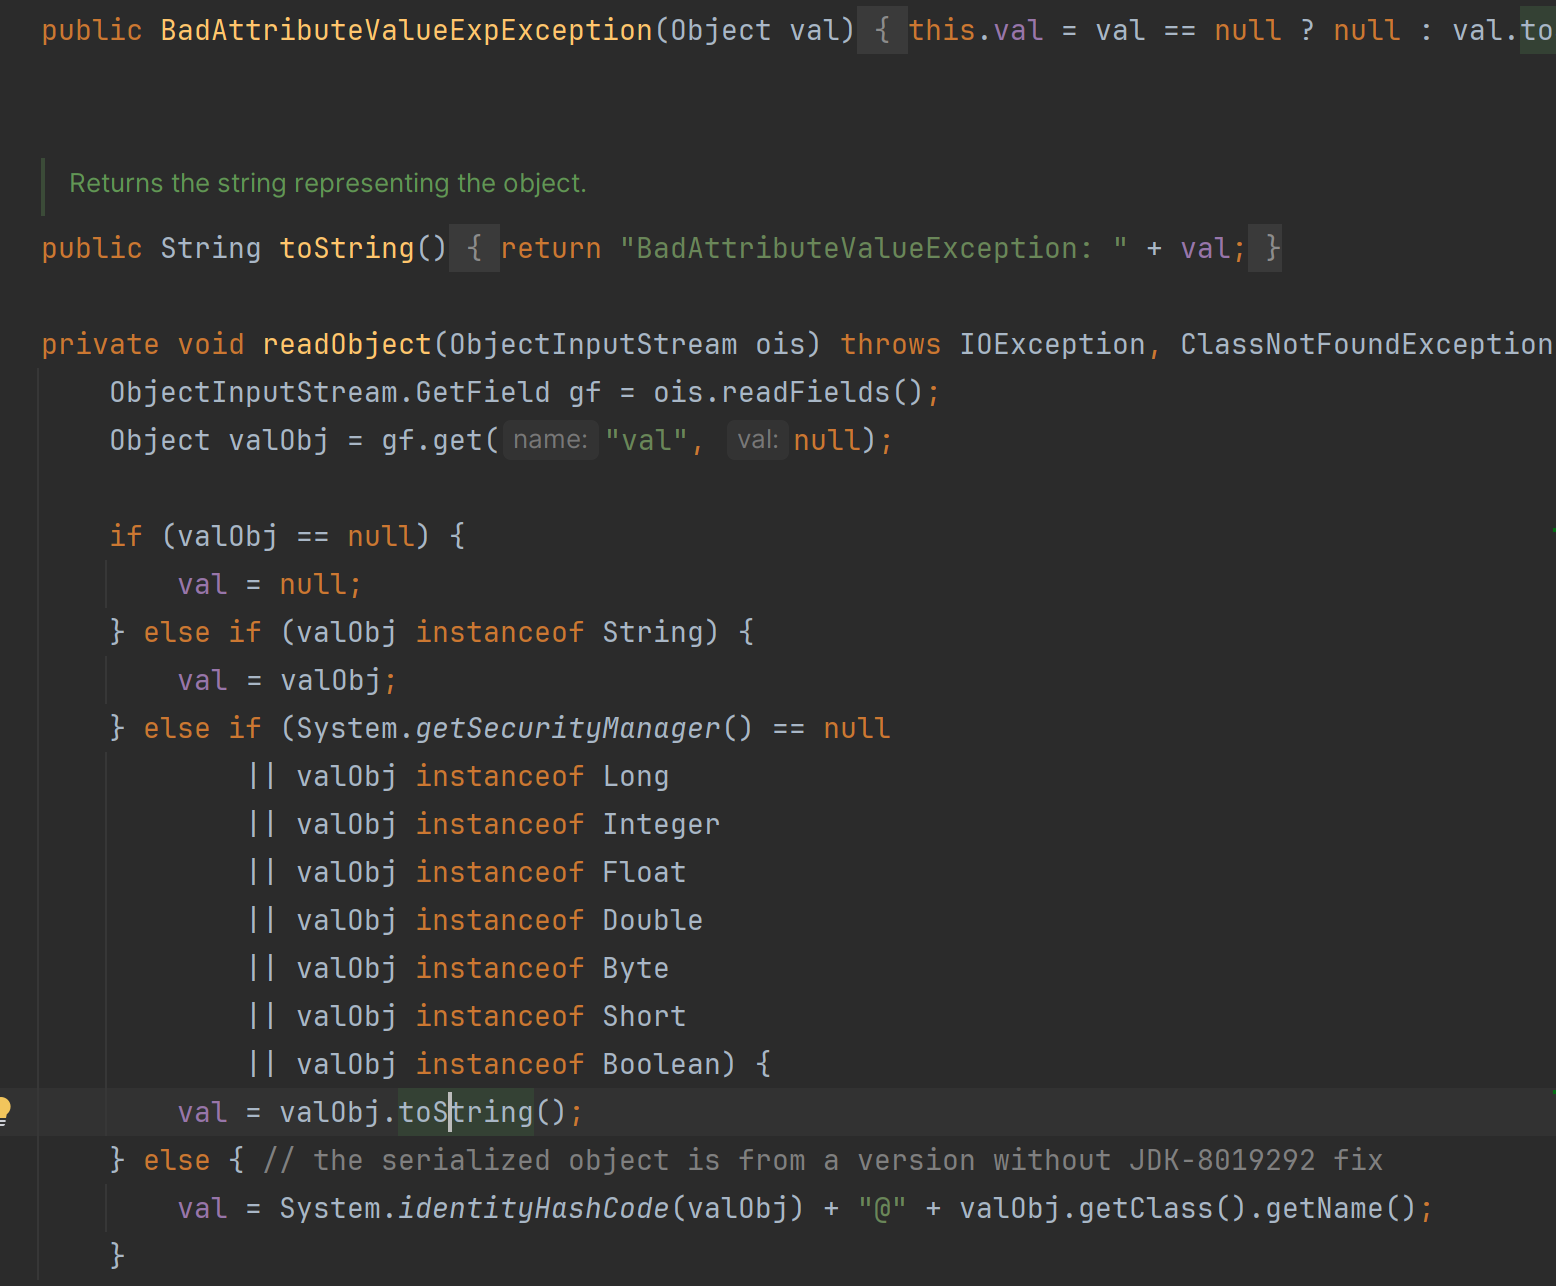 public BadAttributeValueExpException(Object val) { this.val = val == null ? null : val.to
Returns the string representing the object.
public String toString() { return "BadAttributeValueException: " + val; }
private void readObject(ObjectInputStream ois) throws IOException, ClassNotFoundException
ObjectInputStream.GetField gf = ois.readFields();
Object valObj = gf.get( name: "val", val: null);
if (valObj == null) {
val = null;
} else if (valObj instanceof String) {
val = valObj;
} else if (System.getSecurityManager() == null
|| valObj instanceof Long
|| valObj instanceof Integer
|| valObj instanceof Float
|| valObj instanceof Double
|| valObj instanceof Byte
|| valObj instanceof Short
|| valObj instanceof Boolean) {
val = valObj.toString();
} else { // the serialized object is from a version without JDK-8019292 fix
val = System.identityHashCode(valObj) + "@" + valObj.getClass().getName();
}